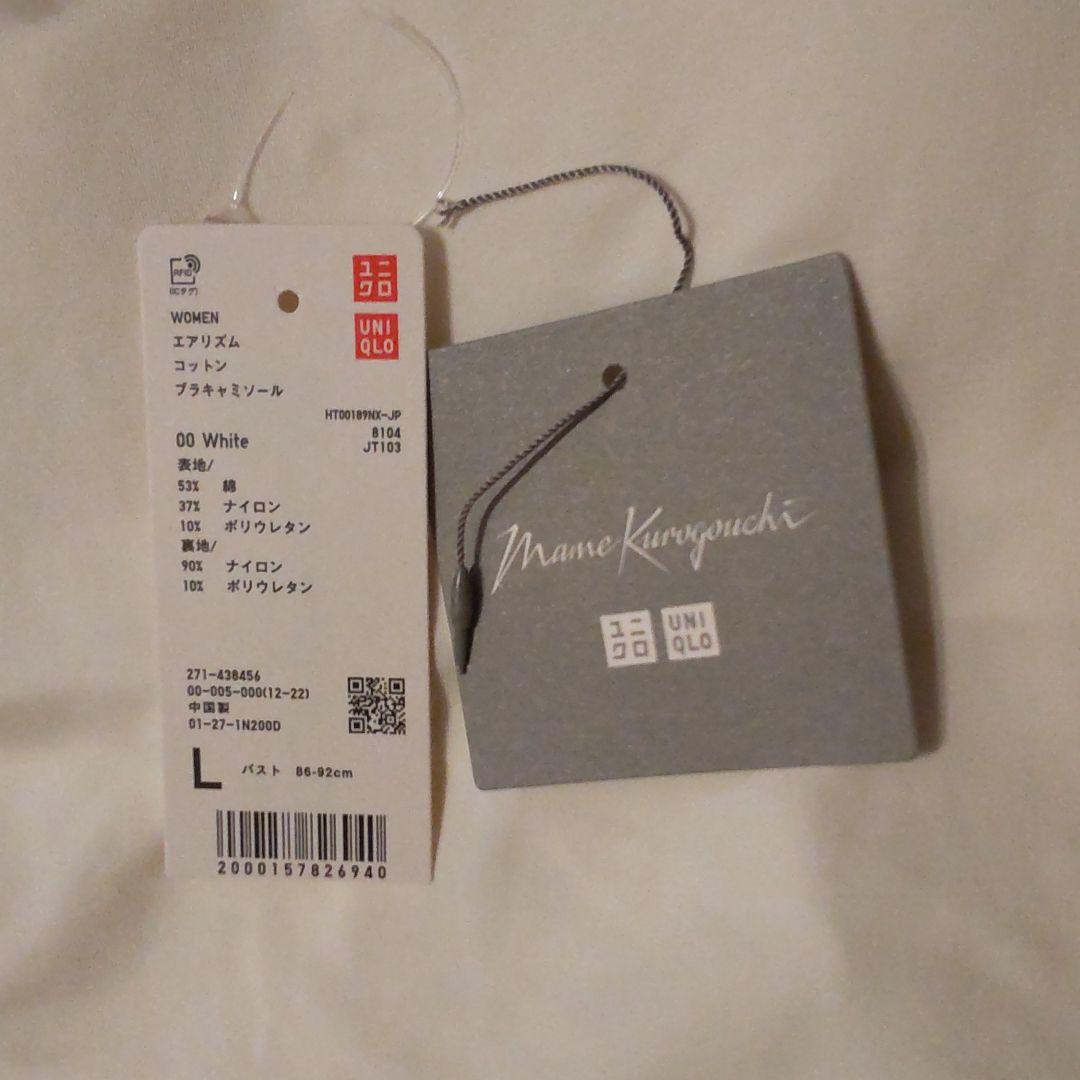 RFID
(ICタグ)
ユニ
クロ
UNI
QLO
WOMEN
エアリズム
コットン
ブラキャミソール
HT00189NX-JP
8104
JT103
00 White
表地/
53% 綿
37% ナイロン
10% ポリウレタン
裏地/
90% ナイロン
10% ポリウレタン
271-438456
00-005-000(12-22)
中国製
01-27-1N200D
L バスト 86-92cm
2000157826940
Mame Kurogouchi
ユニ
クロ
UNI
QLO